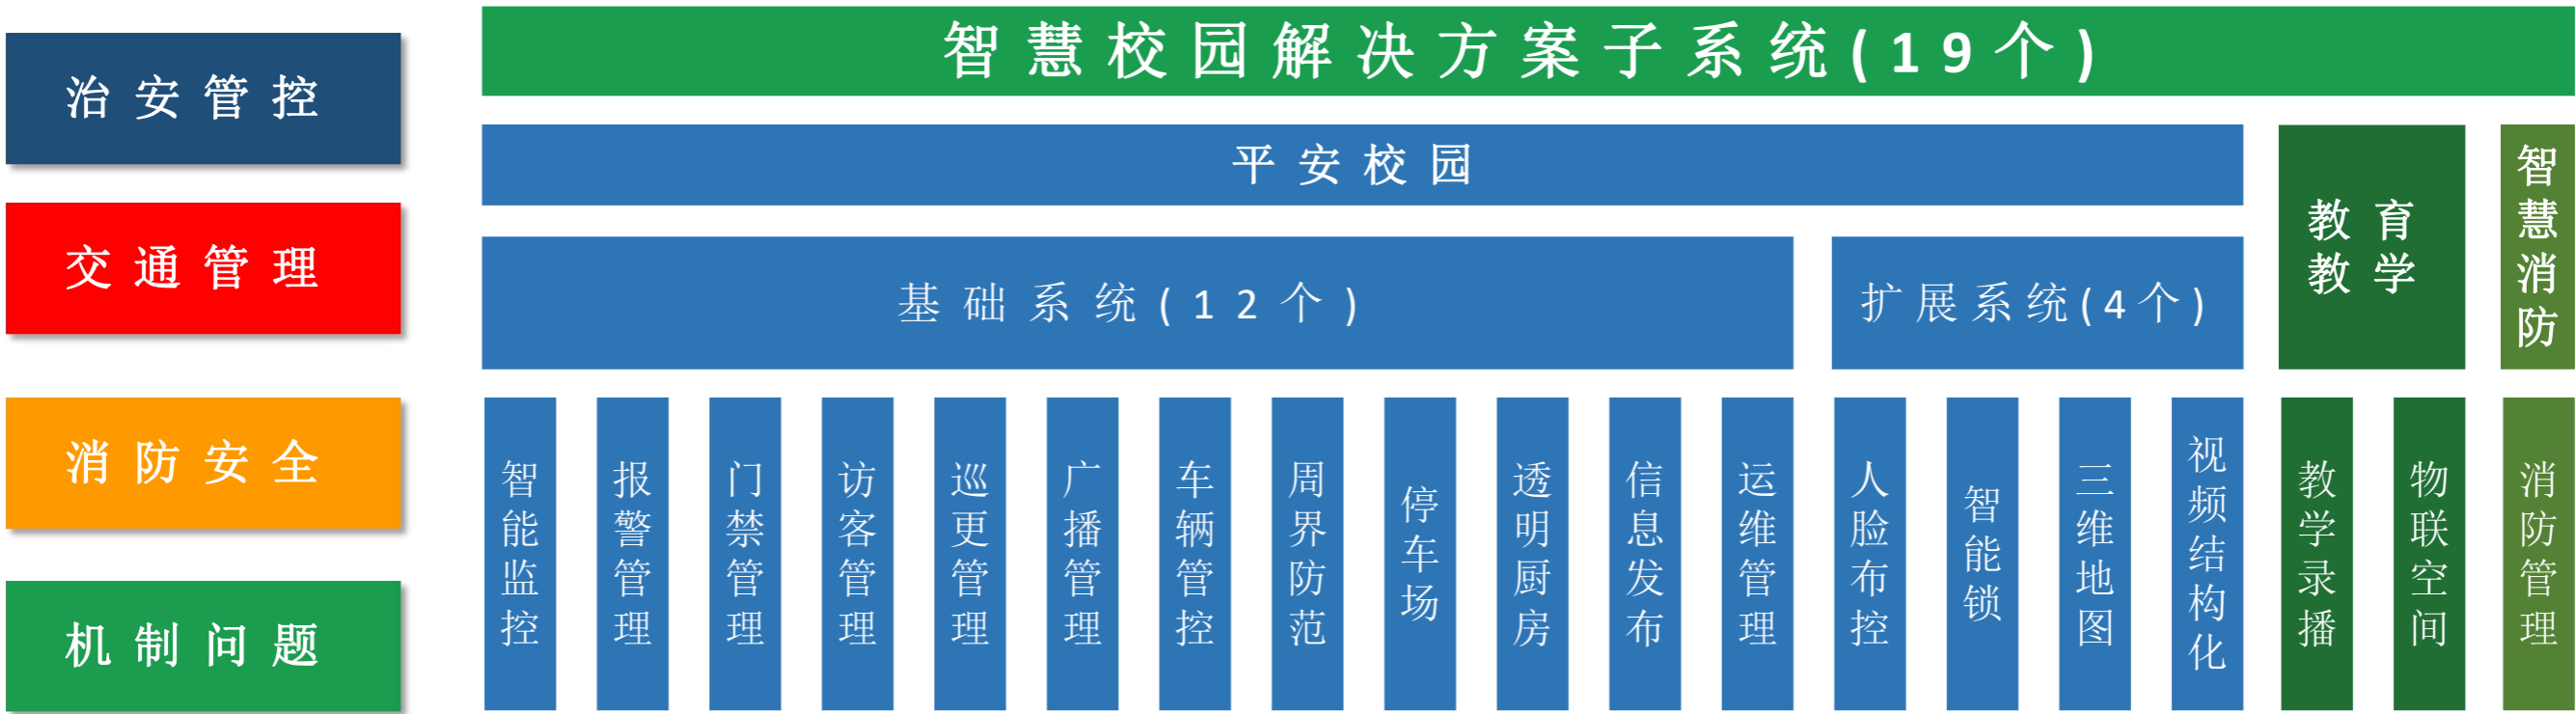 治安管控
交通管理
消防安全
机制问题
智慧校园解决方案子系统(19个)
平安校园
教育
教学
智慧消防
基础系统(12个)
扩展系统(4个)
智能监控
报警管理
门禁管理
访客管理
巡更管理
广播管理
车辆管控
周界防范
停车场
透明厨房
信息发布
运维管理
人脸布控
智能锁
三维地图
视频结构化
教学录播
物联空间
消防管理